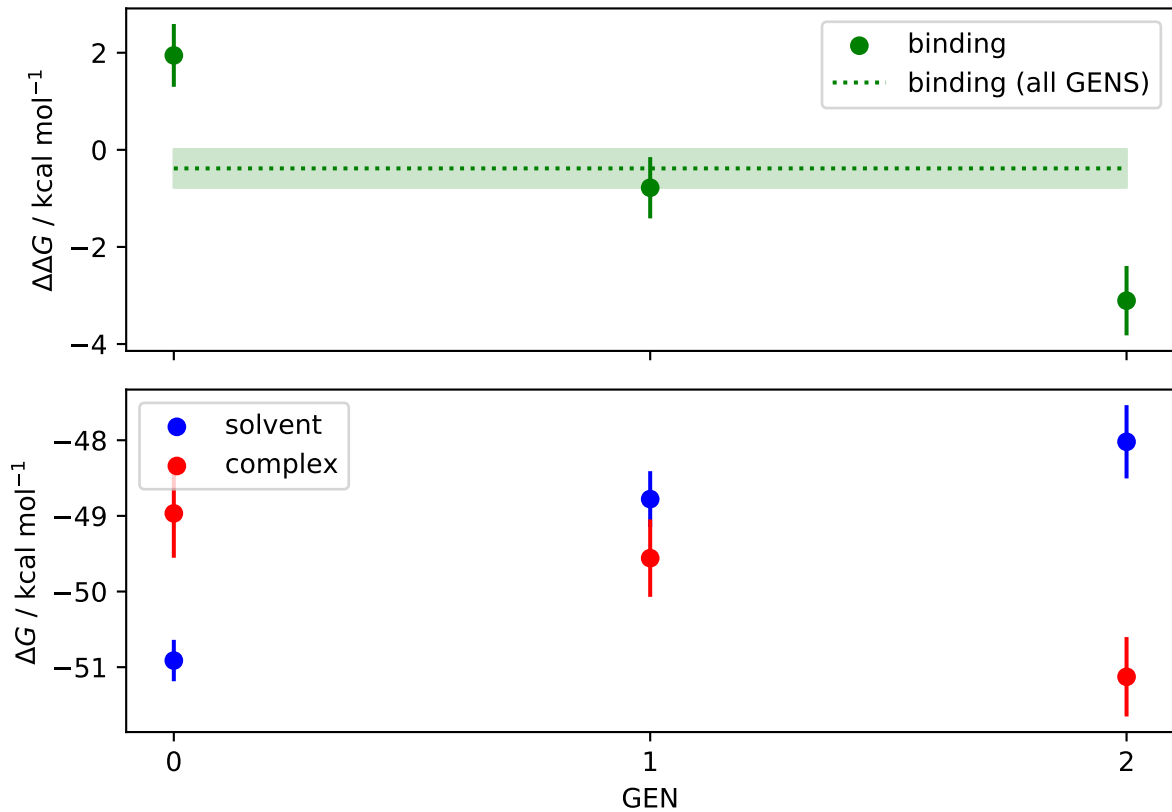 2
0
−2
−4
ΔΔG / kcal mol⁻¹
binding
binding (all GENS)
−48
−49
−50
−51
ΔG / kcal mol⁻¹
solvent
complex
0 1 2
GEN